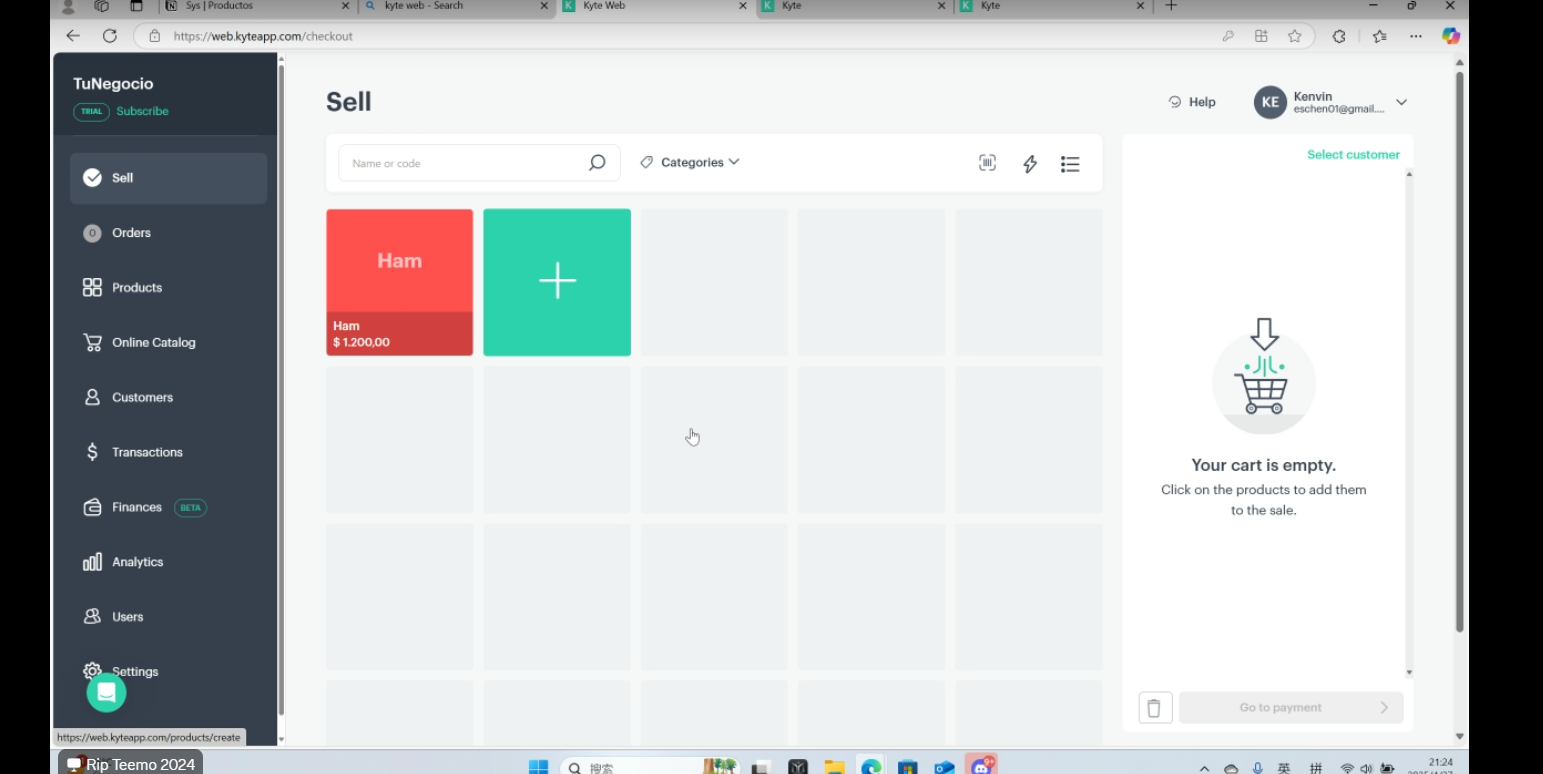 Sys | Productos
kyte web - Search
Kyte Web
Kyte
Kyte
https://web.kyteapp.com/checkout
TuNegocio
TRIAL Subscribe
Sell
0 Orders
Products
Online Catalog
Customers
Transactions
Finances BETA
Analytics
Users
Settings
https://web.kyteapp.com/products/create
Sell
Help
KE
Kenvin
eschen01@gmail....
Name or code
Categories
Ham
Ham
$ 1.200,00
Select customer
Your cart is empty.
Click on the products to add them
to the sale.
Go to payment
Rip Teemo 2024
搜索
9+
英
拼
21:24